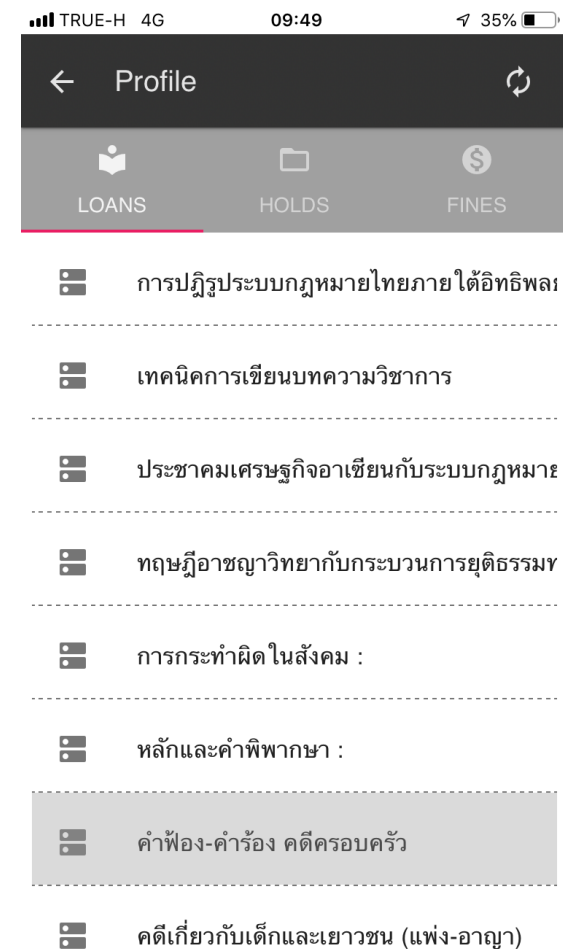 TRUE-H 4G 09:49 35%
Profile
LOANS HOLDS FINES
การปฎิรูประบบกฎหมายไทยภายใต้อิทธิพล
เทคนิคการเขียนบทความวิชาการ
ประชาคมเศรษฐกิจอาเซียนกับระบบกฎหมาย
ทฤษฎีอาชญาวิทยากับกระบวนการยุติธรรม
การกระทำผิดในสังคม :
หลักและคำพิพากษา :
คำฟ้อง-คำร้อง คดีครอบครัว
คดีเกี่ยวกับเด็กและเยาวชน (แพ่ง-อาญา)